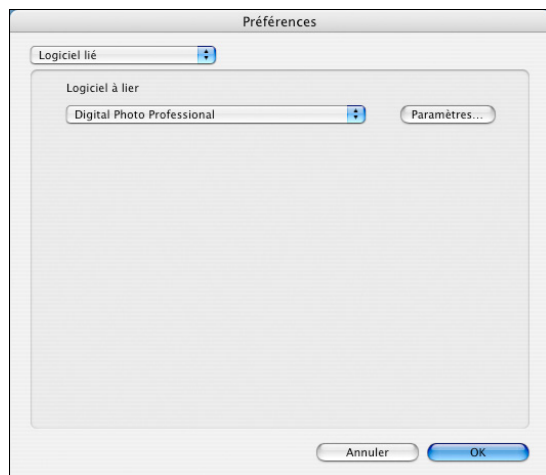 Préférences
Logiciel lié
Logiciel à lier
Digital Photo Professional
Paramètres...
Annuler
OK